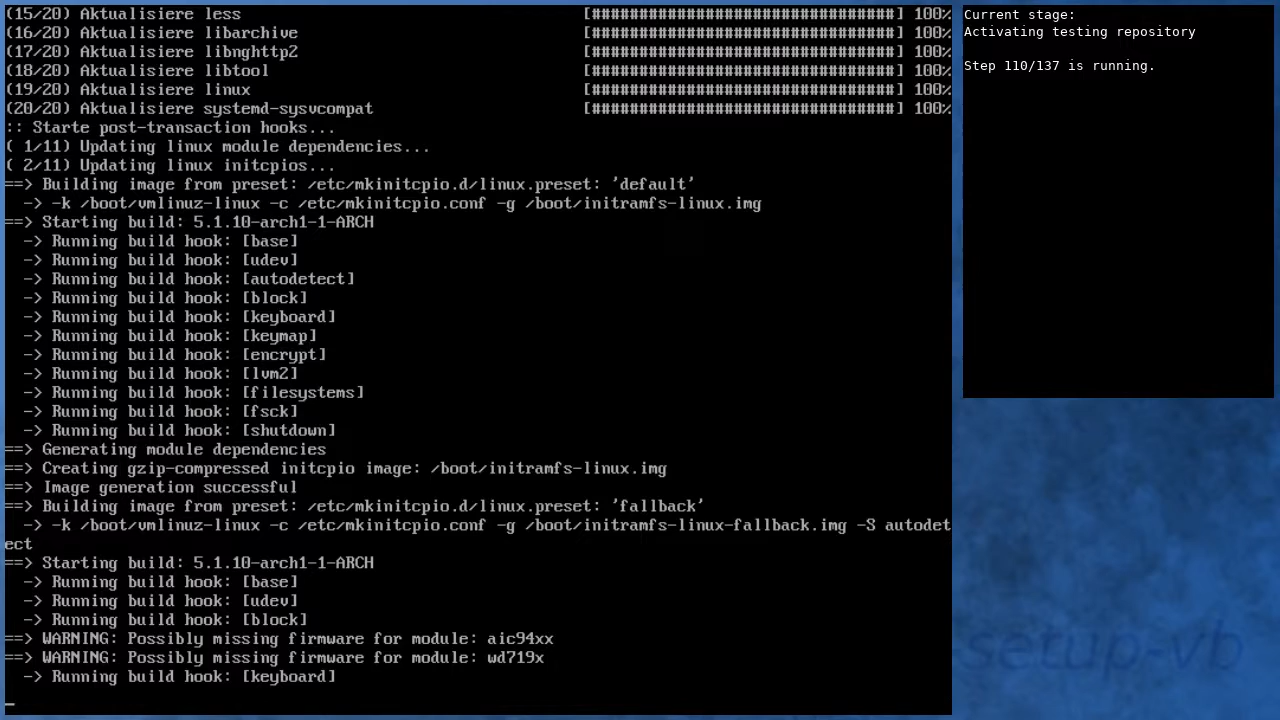 (15/20) Aktualisiere less [################################] 100%
(16/20) Aktualisiere libarchive [################################] 100%
(17/20) Aktualisiere libnghttp2 [################################] 100%
(18/20) Aktualisiere libtool [################################] 100%
(19/20) Aktualisiere linux [################################] 100%
(20/20) Aktualisiere systemd-sysvcompat [################################] 100%
:: Starte post-transaction hooks...
( 1/11) Updating linux module dependencies...
( 2/11) Updating linux initcpios...
==> Building image from preset: /etc/mkinitcpio.d/linux.preset: 'default'
-> -k /boot/vmlinuz-linux -c /etc/mkinitcpio.conf -g /boot/initramfs-linux.img
==> Starting build: 5.1.10-arch1-1-ARCH
-> Running build hook: [base]
-> Running build hook: [udev]
-> Running build hook: [autodetect]
-> Running build hook: [block]
-> Running build hook: [keyboard]
-> Running build hook: [keymap]
-> Running build hook: [encrypt]
-> Running build hook: [lvm2]
-> Running build hook: [filesystems]
-> Running build hook: [fsck]
-> Running build hook: [shutdown]
==> Generating module dependencies
==> Creating gzip-compressed initcpio image: /boot/initramfs-linux.img
==> Image generation successful
==> Building image from preset: /etc/mkinitcpio.d/linux.preset: 'fallback'
-> -k /boot/vmlinuz-linux -c /etc/mkinitcpio.conf -g /boot/initramfs-linux-fallback.img -S autodet
ect
==> Starting build: 5.1.10-arch1-1-ARCH
-> Running build hook: [base]
-> Running build hook: [udev]
-> Running build hook: [block]
==> WARNING: Possibly missing firmware for module: aic94xx
==> WARNING: Possibly missing firmware for module: wd719x
-> Running build hook: [keyboard]
_
Current stage:
Activating testing repository
Step 110/137 is running.
setup-vb